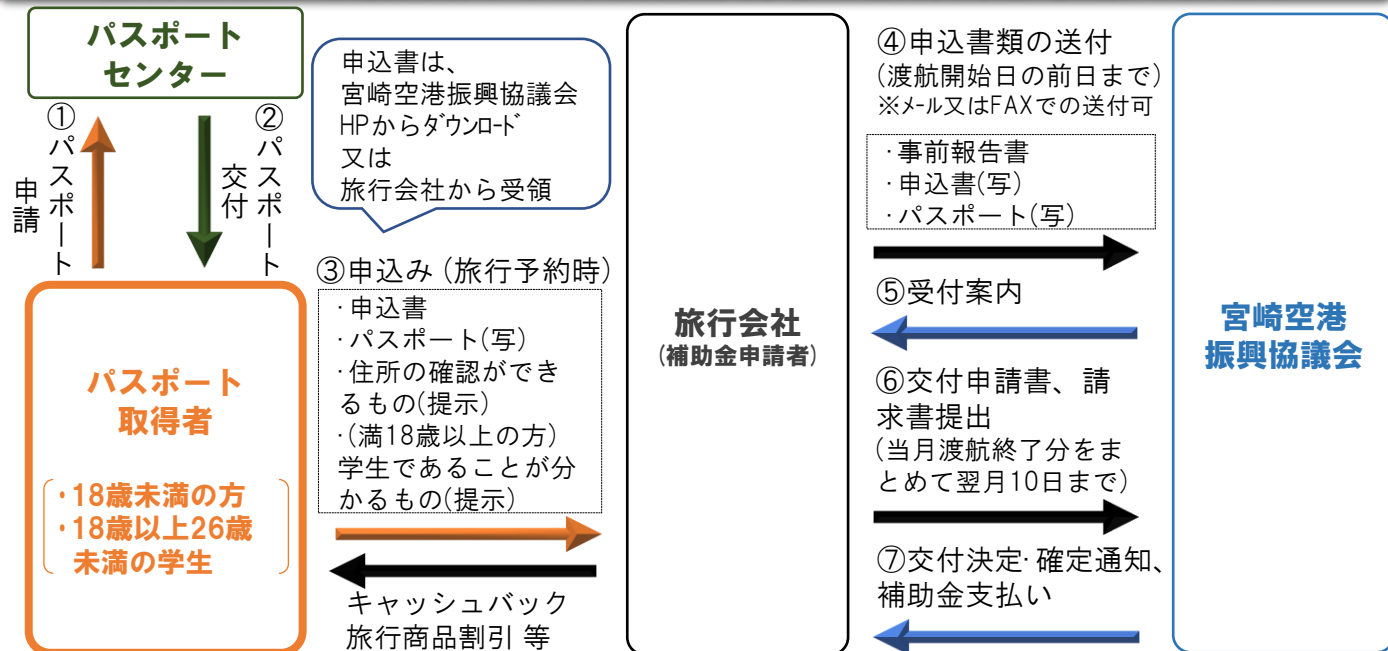 パスポート
センター
①パスポート
申請
②パスポート
交付
申込書は、
宮崎空港振興協議会
HPからﾀﾞｳﾝﾛｰﾄﾞ
又は
旅行会社から受領
パスポート
取得者
・18歳未満の方
・18歳以上26歳
未満の学生
③申込み（旅行予約時）
・申込書
・パスポート(写)
・住所の確認ができ
るもの(提示)
・(満18歳以上の方)
学生であることが分
かるもの(提示)
キャッシュバック
旅行商品割引 等
旅行会社
(補助金申請者)
④申込書類の送付
(渡航開始日の前日まで)
※ﾒｰﾙ又はFAXでの送付可
・事前報告書
・申込書(写)
・パスポート(写)
⑤受付案内
⑥交付申請書、請
求書提出
(当月渡航終了分をま
とめて翌月10日まで)
⑦交付決定・確定通知、
補助金支払い
宮崎空港
振興協議会